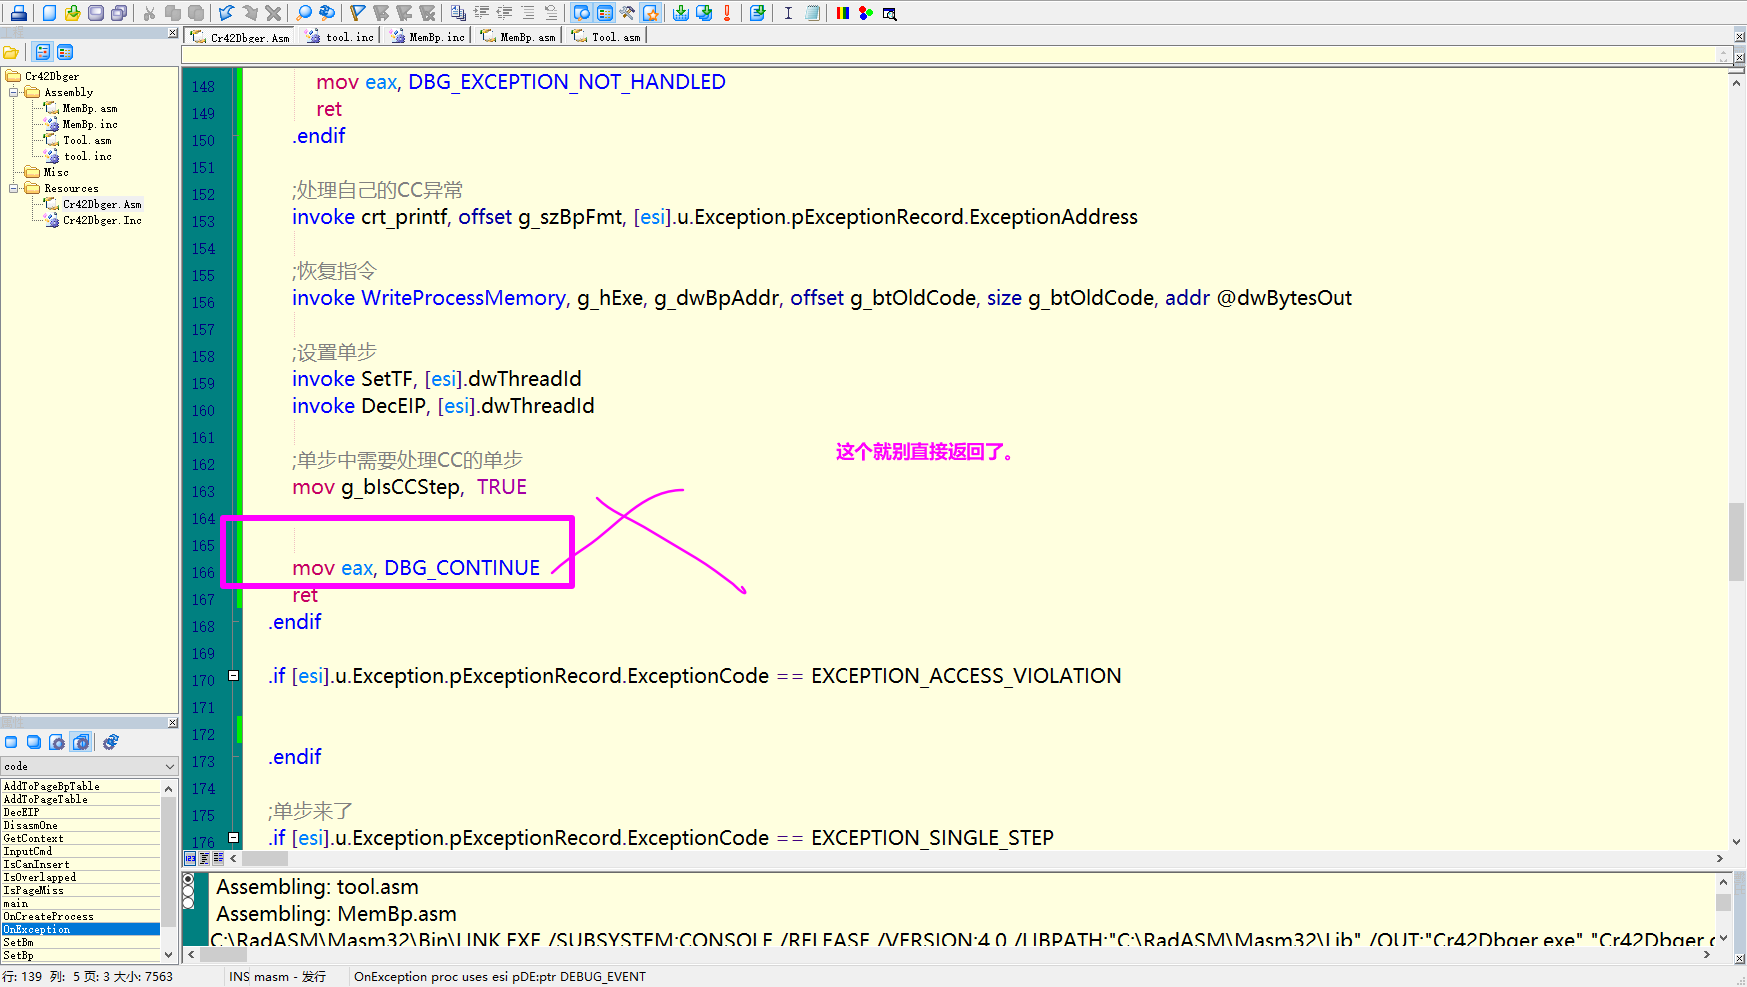 Cr42Dbger.Asm
tool.inc
MemBp.inc
MemBp.asm
Tool.asm
Cr42Dbger
Assembly
MemBp.asm
MemBp.inc
Tool.asm
tool.inc
Misc
Resources
Cr42Dbger.Asm
Cr42Dbger.Inc
148 mov eax, DBG_EXCEPTION_NOT_HANDLED
149 ret
150 .endif
151
152 ;处理自己的CC异常
153 invoke crt_printf, offset g_szBpFmt, [esi].u.Exception.pExceptionRecord.ExceptionAddress
154
155 ;恢复指令
156 invoke WriteProcessMemory, g_hExe, g_dwBpAddr, offset g_btOldCode, size g_btOldCode, addr @dwBytesOut
157
158 ;设置单步
159 invoke SetTF, [esi].dwThreadId
160 invoke DecEIP, [esi].dwThreadId
161
这个就别直接返回了。
162 ;单步中需要处理CC的单步
163 mov g_bIsCCStep, TRUE
164
165
166 mov eax, DBG_CONTINUE
167 ret
168 .endif
169
170 .if [esi].u.Exception.pExceptionRecord.ExceptionCode == EXCEPTION_ACCESS_VIOLATION
171
172
173 .endif
174
175 ;单步来了
176 .if [esi].u.Exception.pExceptionRecord.ExceptionCode == EXCEPTION_SINGLE_STEP
code
AddToPageBpTable
AddToPageTable
DecEIP
DisasmOne
GetContext
InputCmd
IsCanInsert
IsOverlapped
IsPageMiss
main
OnCreateProcess
OnException
SetBm
SetBp
Assembling: tool.asm
Assembling: MemBp.asm
C:\RadASM\Masm32\Bin\LINK.EXE /SUBSYSTEM:CONSOLE /RELEASE /VERSION:4.0 /LIBPATH:"C:\RadASM\Masm32\Lib" /OUT:"Cr42Dbger.exe" "Cr42Dbger.
行: 139 列: 5 页: 3 大小: 7563
INS masm - 发行
OnException proc uses esi pDE:ptr DEBUG_EVENT